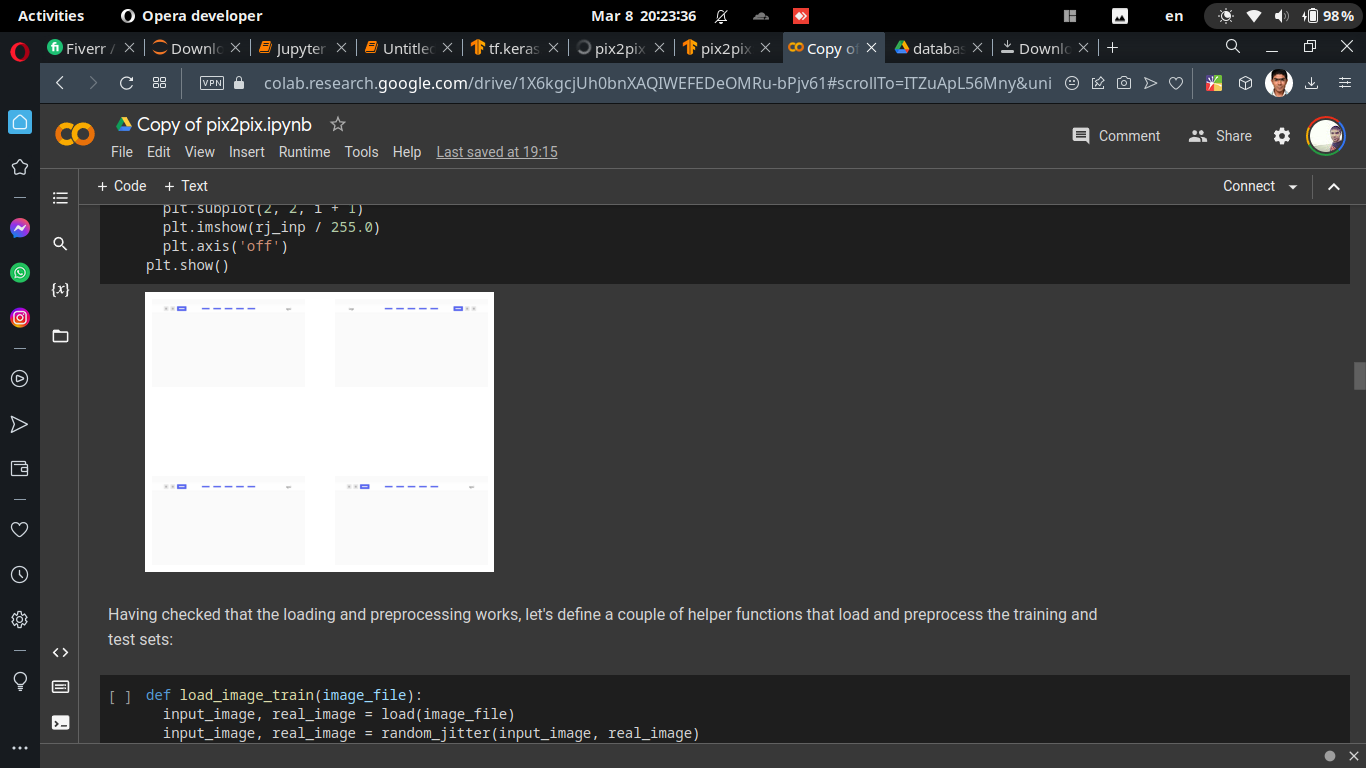 Activities
Opera developer
Mar 8 20:23:36
en
98%
Fiverr /
Downlo
Jupyter
Untitled
tf.keras
pix2pix
pix2pix
Copy of
databas
Downlo
VPN
colab.research.google.com/drive/1X6kgcjUh0bnXAQIWEFEDeOMRu-bPjv61#scrollTo=ITZuApL56Mny&uni
Copy of pix2pix.ipynb
File Edit View Insert Runtime Tools Help Last saved at 19:15
Comment
Share
+ Code + Text
Connect
{x}
plt.subplot(2, 2, i + 1)
plt.imshow(rj_inp / 255.0)
plt.axis('off')
plt.show()
Having checked that the loading and preprocessing works, let's define a couple of helper functions that load and preprocess the training and
test sets:
[ ] def load_image_train(image_file):
input_image, real_image = load(image_file)
input_image, real_image = random_jitter(input_image, real_image)